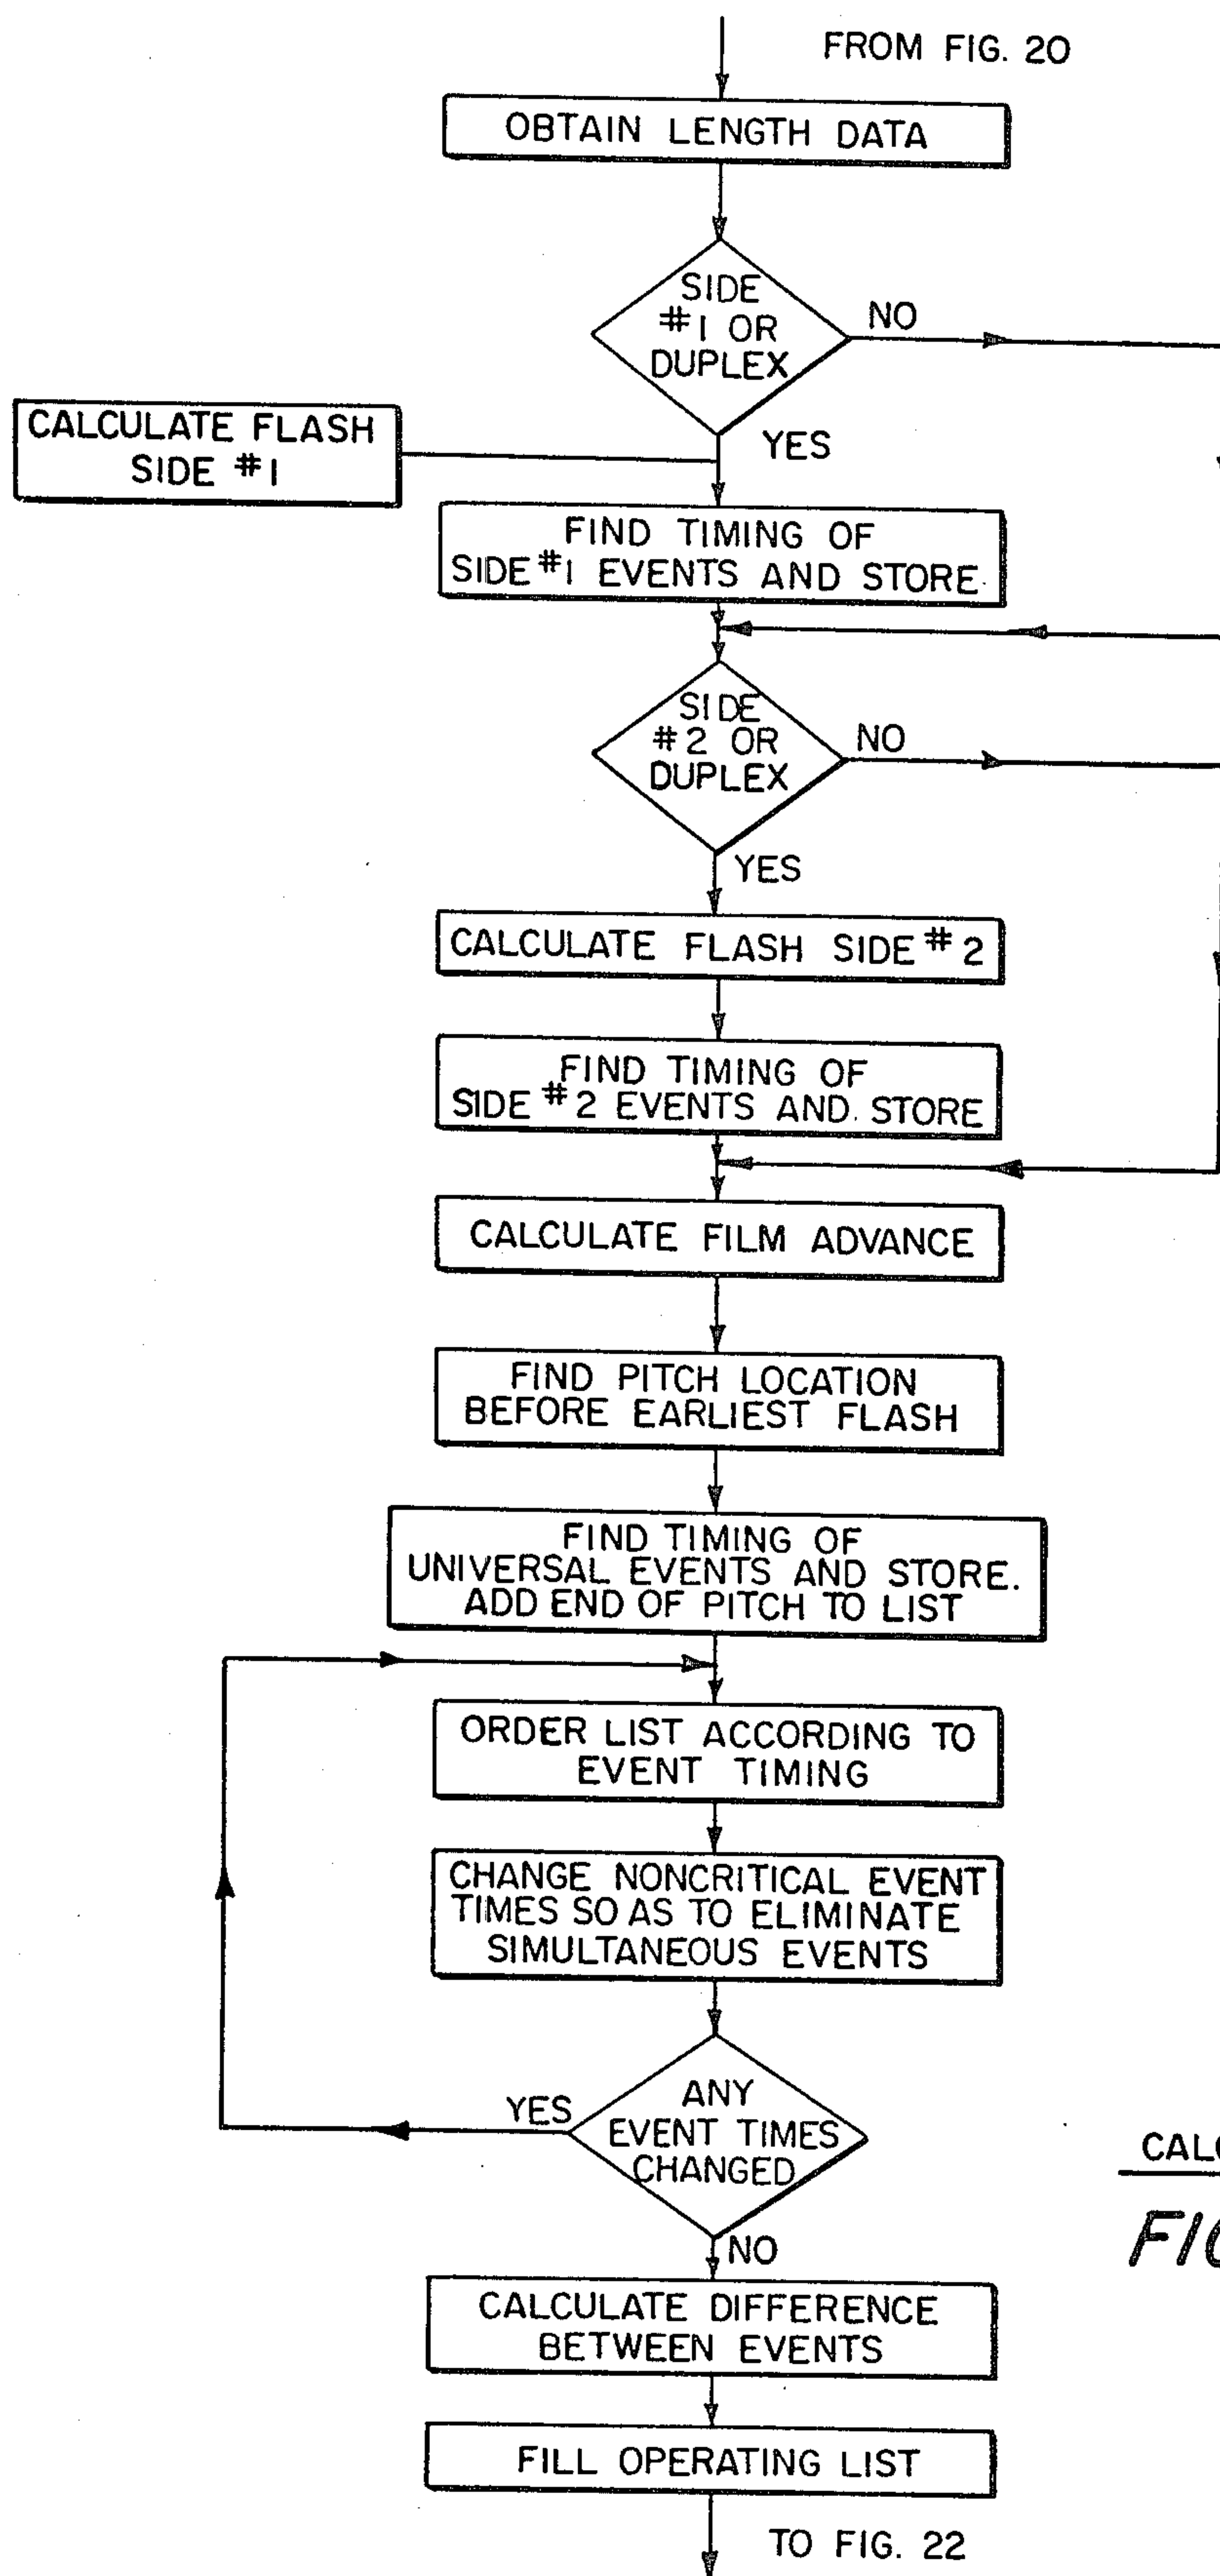 FROM FIG. 20
OBTAIN LENGTH DATA
SIDE
#1 OR
DUPLEX
NO
YES
CALCULATE FLASH
SIDE #1
FIND TIMING OF
SIDE #1 EVENTS AND STORE
SIDE
#2 OR
DUPLEX
NO
YES
CALCULATE FLASH SIDE #2
FIND TIMING OF
SIDE #2 EVENTS AND STORE
CALCULATE FILM ADVANCE
FIND PITCH LOCATION
BEFORE EARLIEST FLASH
FIND TIMING OF
UNIVERSAL EVENTS AND STORE.
ADD END OF PITCH TO LIST
ORDER LIST ACCORDING TO
EVENT TIMING
CHANGE NONCRITICAL EVENT
TIMES SO AS TO ELIMINATE
SIMULTANEOUS EVENTS
ANY
EVENT TIMES
CHANGED
YES
NO
CALCULATE DIFFERENCE
BETWEEN EVENTS
FILL OPERATING LIST
TO FIG. 22